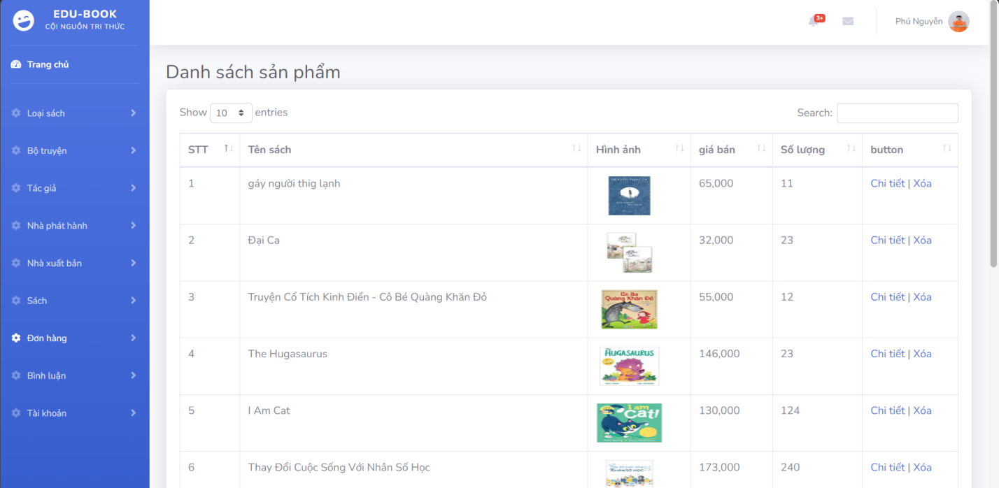 EDU-BOOK
CỘI NGUỒN TRI THỨC
3+
Phú Nguyễn
Trang chủ
Loại sách
Bộ truyện
Tác giả
Nhà phát hành
Nhà xuất bản
Sách
Đơn hàng
Bình luận
Tài khoản
Danh sách sản phẩm
Show 10 entries
Search:
STT Tên sách Hình ảnh giá bán Số lượng button
1 gáy người thig lạnh 65,000 11 Chi tiết | Xóa
2 Đại Ca 32,000 23 Chi tiết | Xóa
3 Truyện Cổ Tích Kinh Điển - Cô Bé Quàng Khăn Đỏ 55,000 12 Chi tiết | Xóa
Cô Bé
Quàng Khăn Đỏ
4 The Hugasaurus 146,000 23 Chi tiết | Xóa
The
HUGASAURUS
5 I Am Cat 130,000 124 Chi tiết | Xóa
I am
Cat!
6 Thay Đổi Cuộc Sống Với Nhân Số Học 173,000 240 Chi tiết | Xóa
NHÂN SỐ HỌC